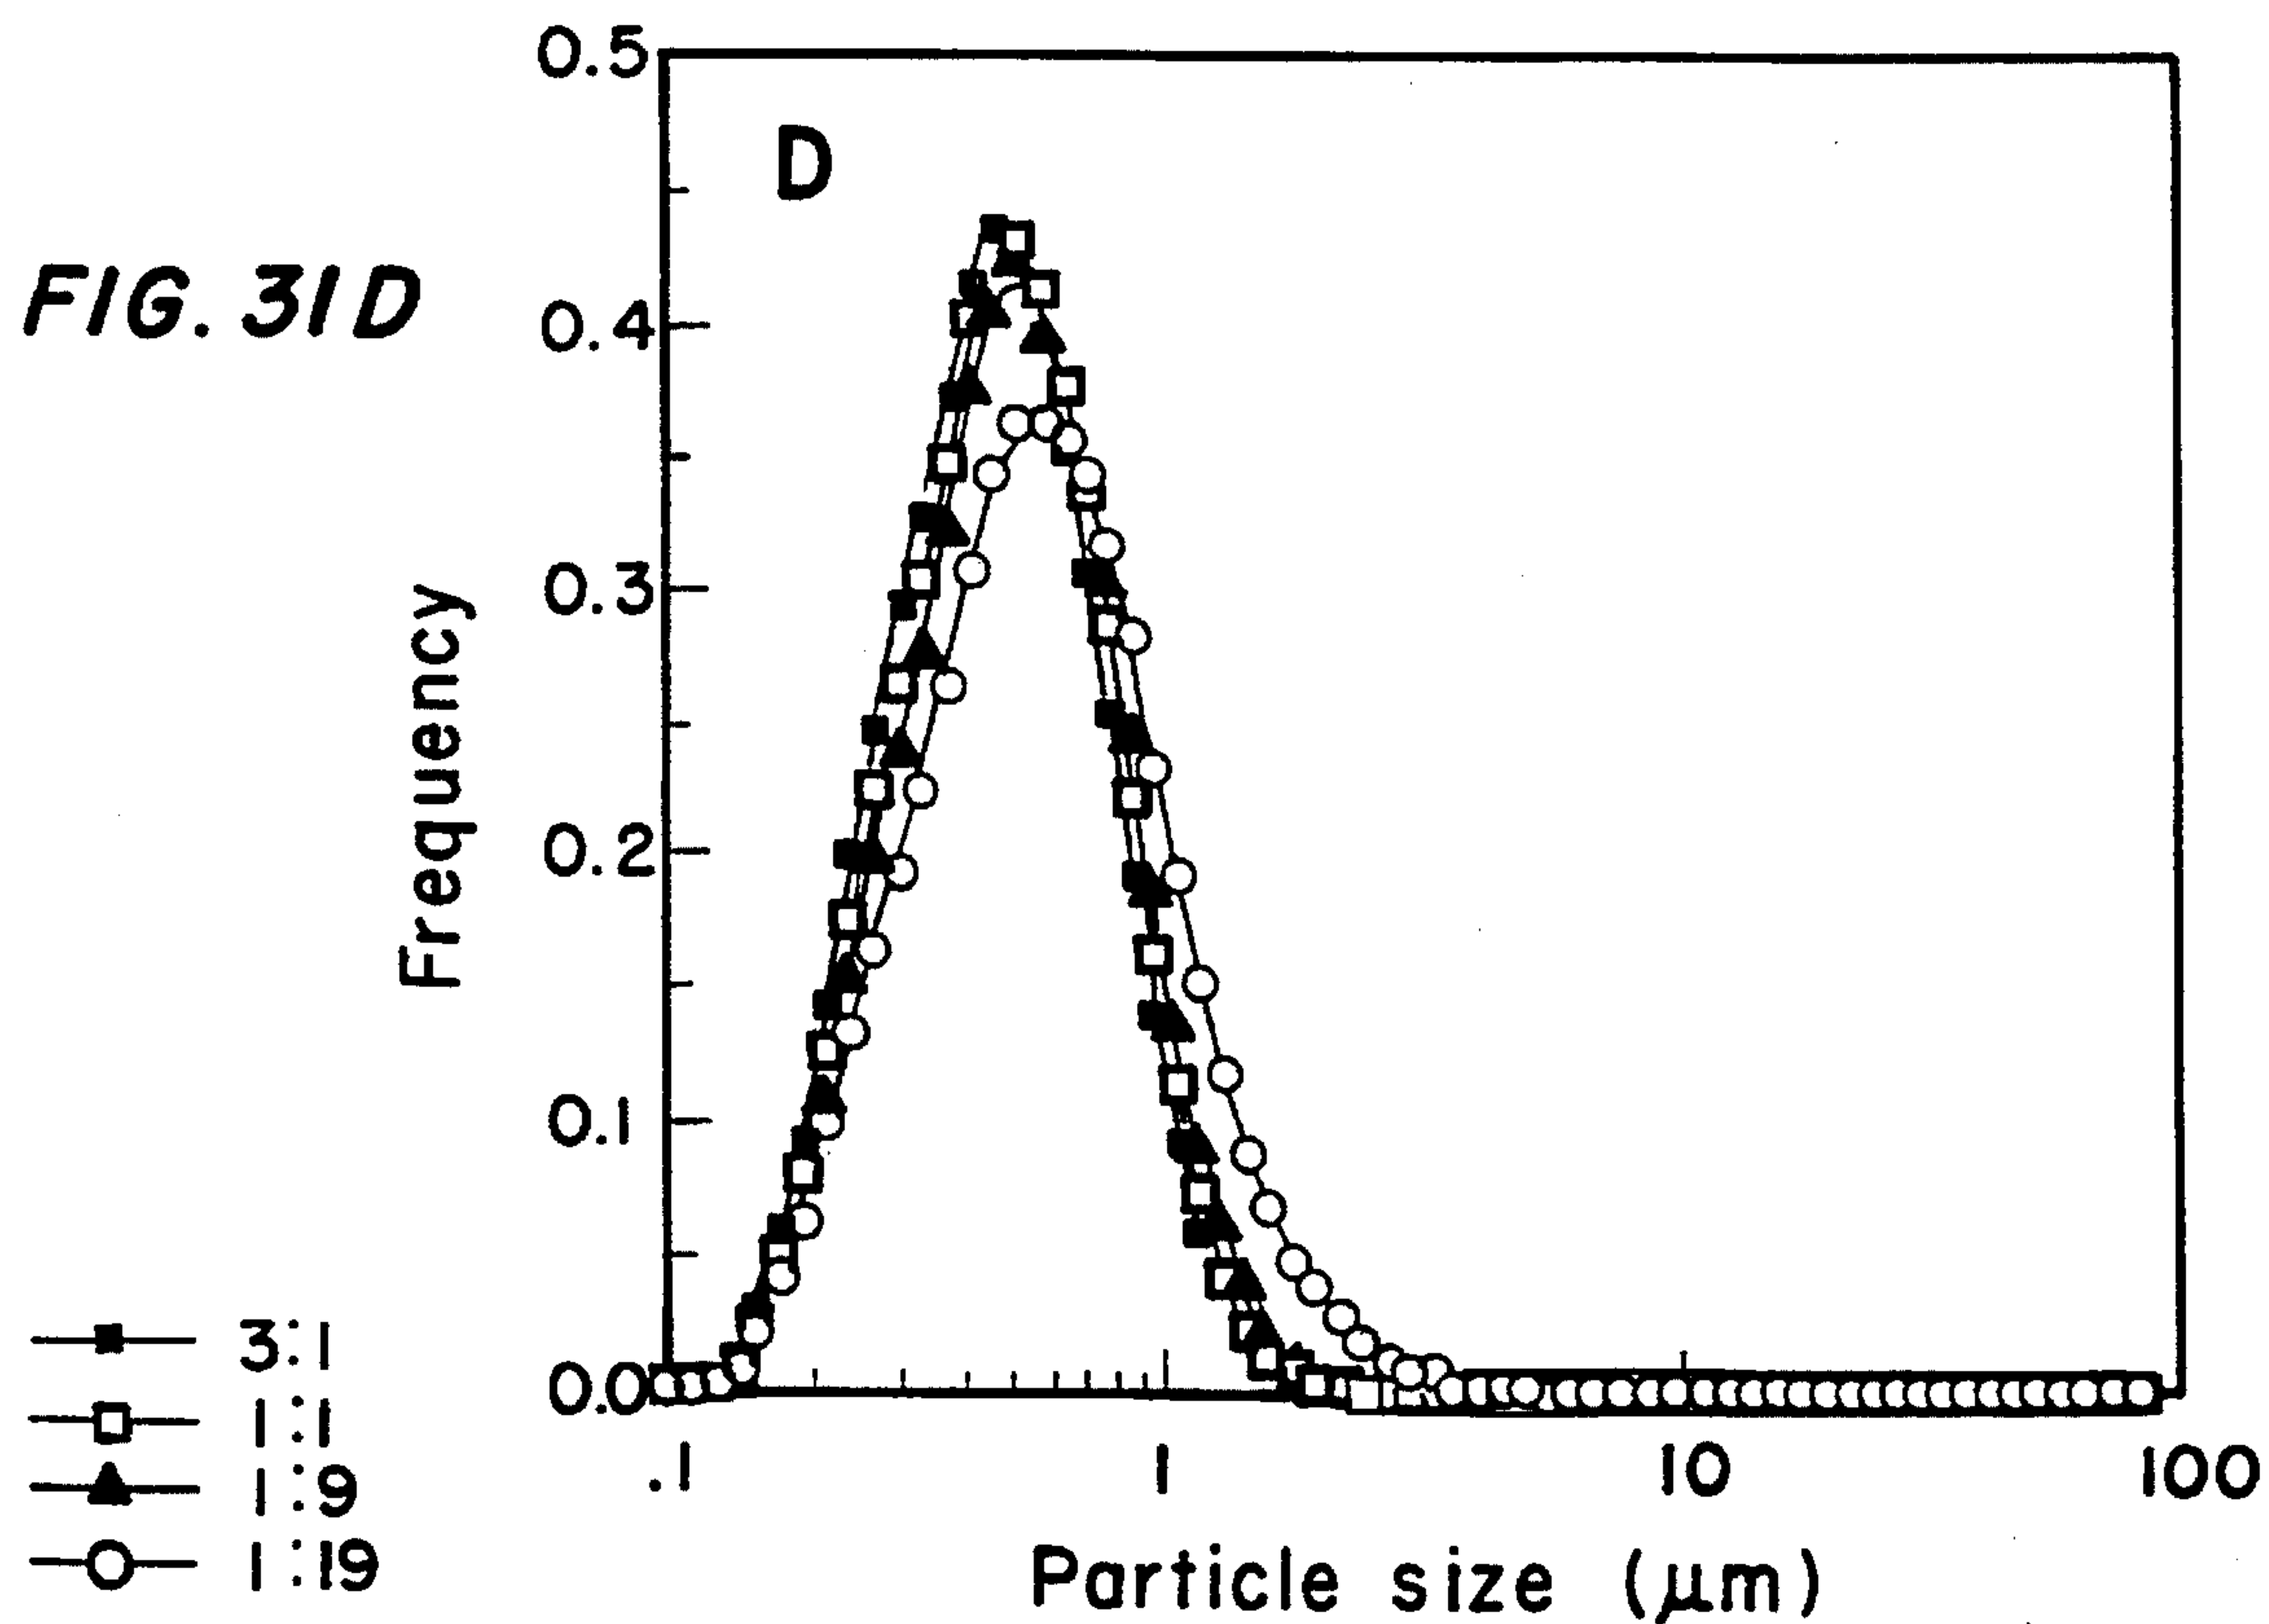 FIG. 31D
D
Frequency
0.5
0.4
0.3
0.2
0.1
0.0
.1 1 10 100
Particle size (μm)
3:1
1:1
1:9
1:19